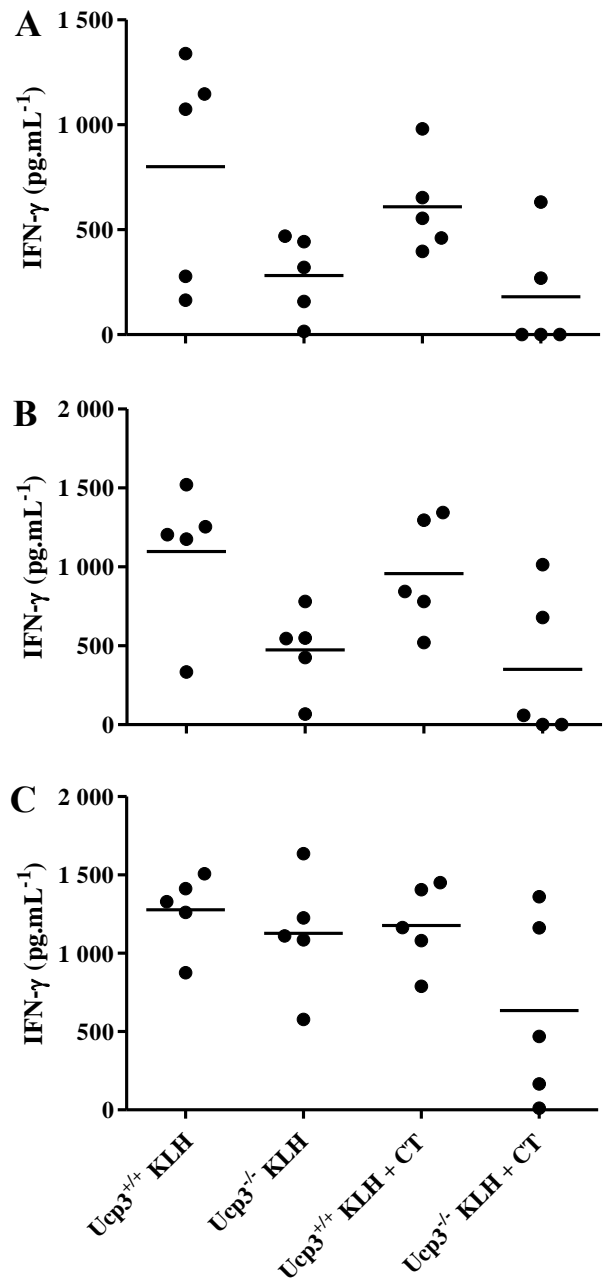 A
IFN-γ (pg.mL⁻¹)
1 500
1 000
500
0
B
IFN-γ (pg.mL⁻¹)
2 000
1 500
1 000
500
0
C
IFN-γ (pg.mL⁻¹)
2 000
1 500
1 000
500
0
Ucp3⁺/⁺ KLH
Ucp3⁻/⁻ KLH
Ucp3⁺/⁺ KLH + CT
Ucp3⁻/⁻ KLH + CT